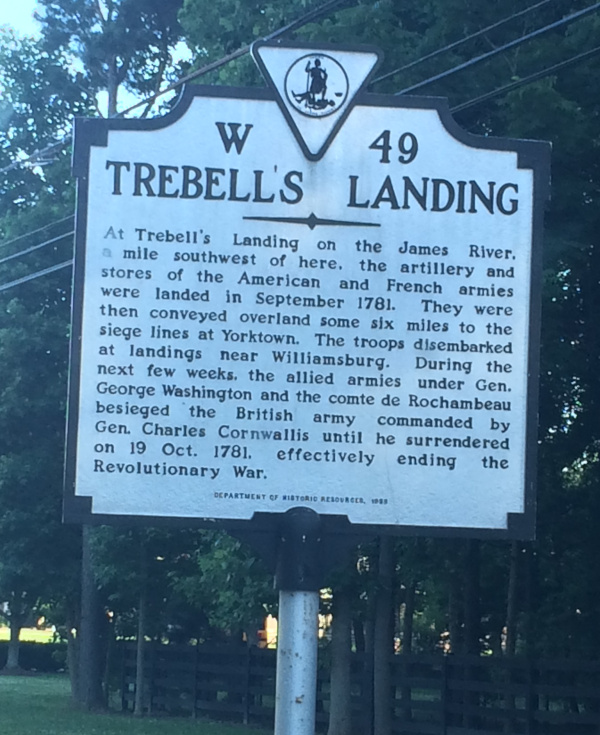 W 49
TREBELL'S LANDING
At Trebell's Landing on the James River,
a mile southwest of here, the artillery and
stores of the American and French armies
were landed in September 1781. They were
then conveyed overland some six miles to the
siege lines at Yorktown. The troops disembarked
at landings near Williamsburg. During the
next few weeks, the allied armies under Gen.
George Washington and the comte de Rochambeau
besieged the British army commanded by
Gen. Charles Cornwallis until he surrendered
on 19 Oct. 1781, effectively ending the
Revolutionary War.
DEPARTMENT OF HISTORIC RESOURCES,